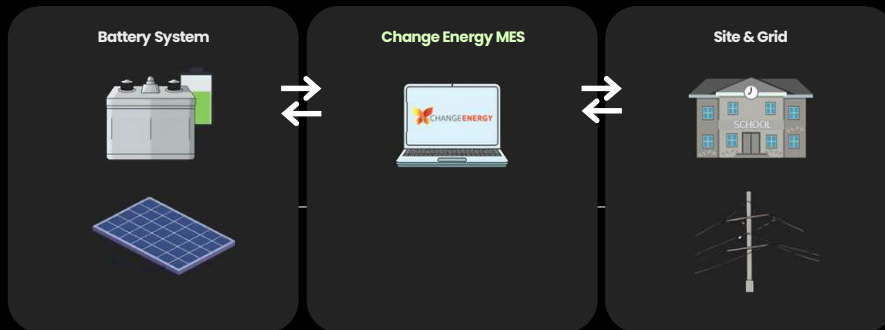 Battery System
Change Energy MES
Site & Grid
CHANGEENERGY
SCHOOL